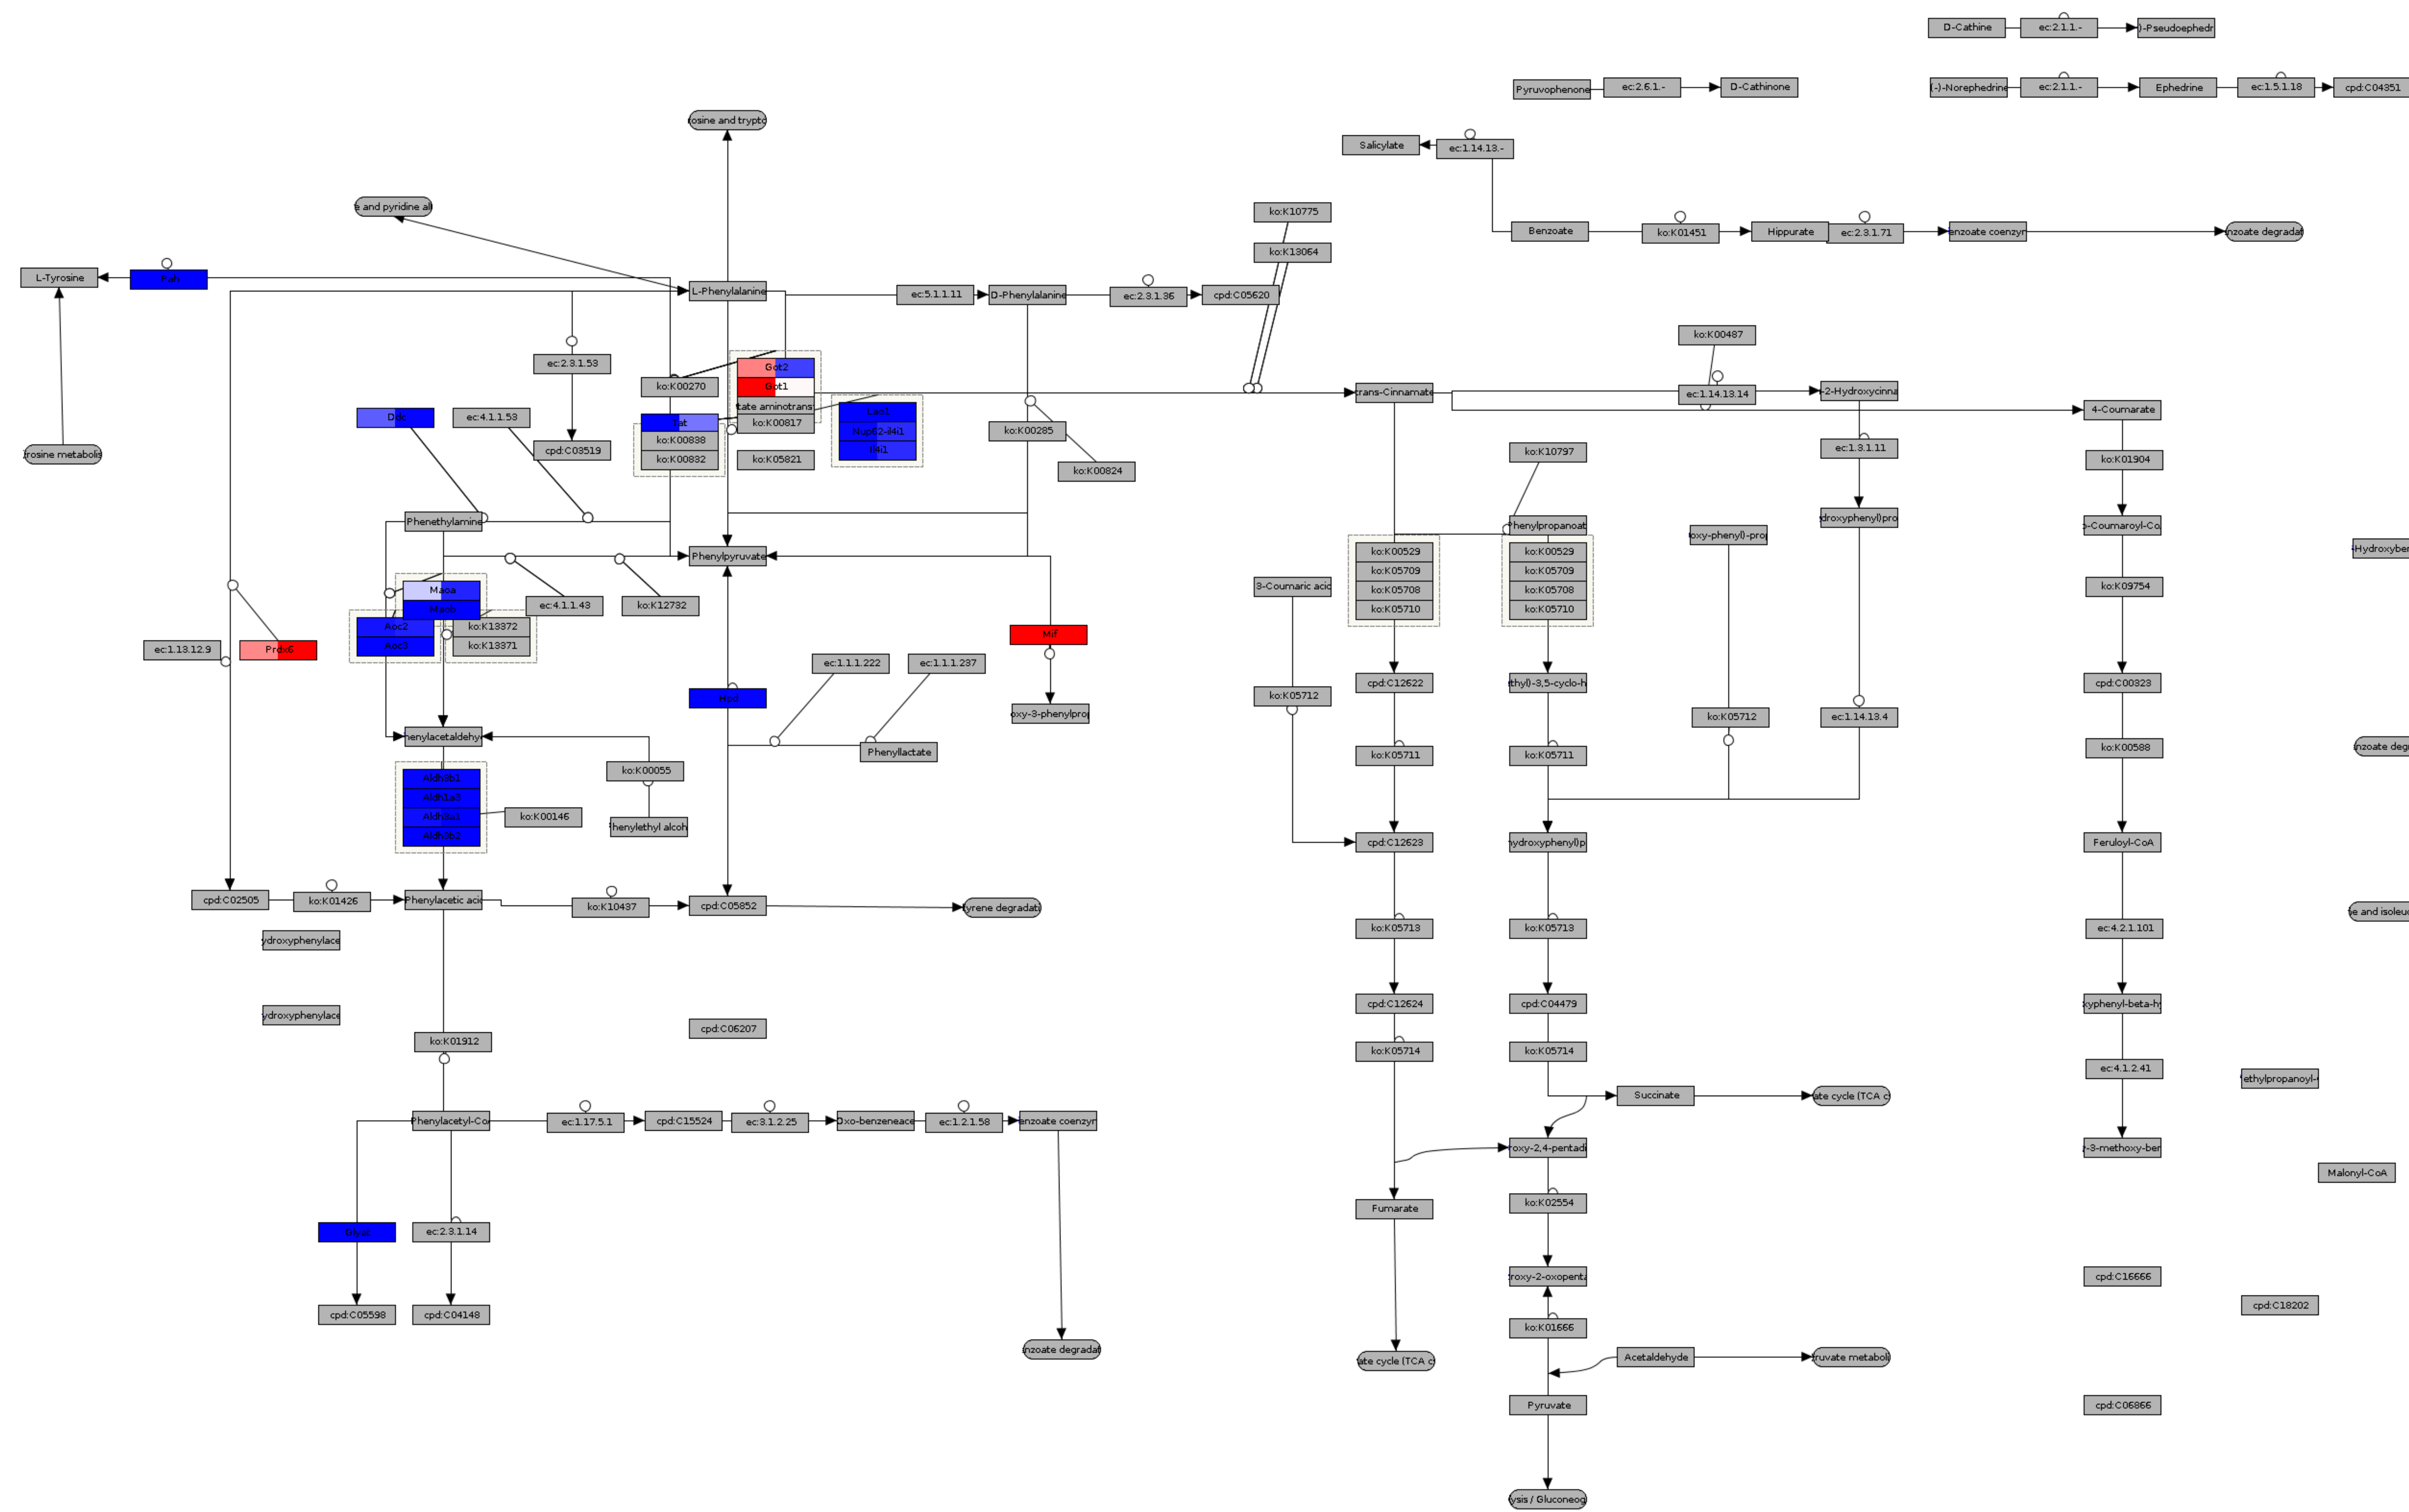 D-Cathine
ec:2.1.1.-
)-Pseudoephedr
Pyruvophenone
ec:2.6.1.-
D-Cathinone
(-)-Norephedrine
ec:2.1.1.-
Ephedrine
ec:1.5.1.18
cpd:C04351
osine and trypto
Salicylate
ec:1.14.13.-
e and pyridine al
ko:K10775
Benzoate
ko:K01451
Hippurate
ec:2.3.1.71
enzoate coenzyr
nzoate degradat
ko:K13064
L-Tyrosine
Pah
L-Phenylalanine
ec:5.1.1.11
D-Phenylalanine
ec:2.3.1.36
cpd:C05620
ko:K00487
ec:2.3.1.53
Got2
ko:K00270
Got1
trans-Cinnamate
ec:1.14.13.14
-2-Hydroxycinna
tate aminotrans
4-Coumarate
Ddc
ec:4.1.1.53
Tat
ko:K00817
Lao1
Nup62-il4i1
Il4i1
ko:K00285
ko:K00838
ko:K00832
rosine metabolis
cpd:C03519
ko:K05821
ko:K00824
ko:K10797
ec:1.3.1.11
ko:K01904
Phenethylamine
Phenylpropanoat
droxyphenyl)pro
p-Coumaroyl-Co
oxy-phenyl)-prop
Phenylpyruvate
ko:K00529
ko:K05709
ko:K05708
ko:K05710
ko:K00529
ko:K05709
ko:K05708
ko:K05710
-Hydroxyber
3-Coumaric acid
ko:K09754
Maoa
Maob
ec:4.1.1.43
ko:K12732
Aoc2
Aoc3
ko:K13372
ko:K13371
Mif
ec:1.13.12.9
Prdx6
ec:1.1.1.222
ec:1.1.1.237
cpd:C12622
thyl)-3,5-cyclo-h
cpd:C00323
Hpd
ko:K05712
oxy-3-phenylprop
ko:K05712
ec:1.14.13.4
henylacetaldehy
Phenyllactate
ko:K05711
ko:K05711
ko:K00588
nzoate degr
ko:K00055
Aldh3b1
Aldh1a3
Aldh3a1
Aldh3b2
ko:K00146
henylethyl alcoh
cpd:C12623
ydroxyphenyl)p
Feruloyl-CoA
cpd:C02505
ko:K01426
Phenylacetic acid
ko:K10437
cpd:C05852
tyrene degradati
ne and isoleu
ydroxyphenylace
ko:K05713
ko:K05713
ec:4.2.1.101
ydroxyphenylace
cpd:C06207
cpd:C12624
cpd:C04479
xyphenyl-beta-hy
ko:K01912
ko:K05714
ko:K05714
ec:4.1.2.41
ethylpropanoyl-
Succinate
ate cycle (TCA c
Phenylacetyl-Co
ec:1.17.5.1
cpd:C15524
ec:3.1.2.25
Oxo-benzeneace
ec:1.2.1.58
enzoate coenzyr
oxy-2,4-pentadi
-3-methoxy-ber
Malonyl-CoA
Glyat
ec:2.3.1.14
Fumarate
ko:K02554
roxy-2-oxopenta
cpd:C16666
cpd:C18202
cpd:C05598
cpd:C04148
ko:K01666
nzoate degradat
ate cycle (TCA c
Acetaldehyde
ruvate metaboli
Pyruvate
cpd:C06866
ysis / Gluconeog